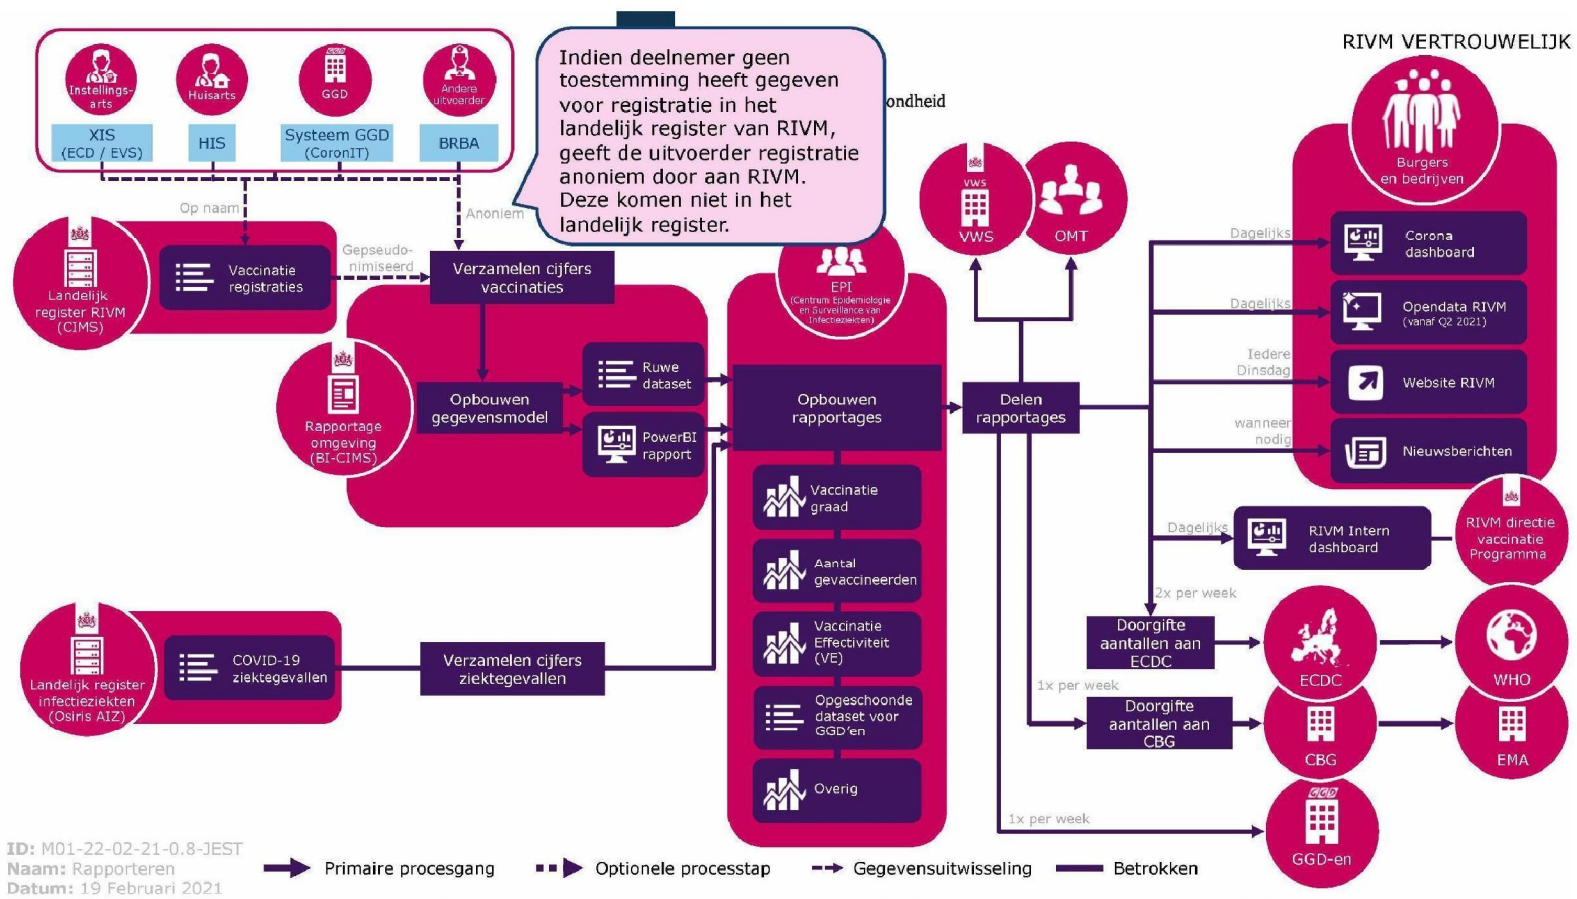 RIVM VERTROUWELIJK
Instellings-
arts
Huisarts
GGD
GGD
Andere
uitvoerder
XIS
(ECD / EVS)
HIS
Systeem GGD
(CoronIT)
BRBA
Indien deelnemer geen
toestemming heeft gegeven
voor registratie in het
landelijk register van RIVM,
geeft de uitvoerder registratie
anoniem door aan RIVM.
Deze komen niet in het
landelijk register.
ondheid
Op naam
Anoniem
Gepseudo-
nimiseerd
Landelijk
register RIVM
(CIMS)
Vaccinatie
registraties
Verzamelen cijfers
vaccinaties
Rapportage
omgeving
(BI-CIMS)
Opbouwen
gegevensmodel
Ruwe
dataset
PowerBI
rapport
EPI
(Centrum Epidemiologie
en Surveillance van
Infectieziekten)
Opbouwen
rapportages
Vaccinatie
graad
Aantal
gevaccineerden
Vaccinatie
Effectiviteit
(VE)
Opgeschoonde
dataset voor
GGD'en
Overig
Landelijk register
infectieziekten
(Osiris AIZ)
COVID-19
ziektegevallen
Verzamelen cijfers
ziektegevallen
vws
VWS
OMT
Delen
rapportages
Burgers
en bedrijven
Dagelijks
Corona
dashboard
Dagelijks
Opendata RIVM
(vanaf Q2 2021)
Iedere
Dinsdag
Website RIVM
wanneer
nodig
Nieuwsberichten
Dagelijks
RIVM Intern
dashboard
RIVM directie
vaccinatie
Programma
2x per week
Doorgifte
aantallen aan
ECDC
ECDC
WHO
1x per week
Doorgifte
aantallen aan
CBG
CBG
EMA
1x per week
GGD
GGD-en
ID: M01-22-02-21-0.8-JEST
Naam: Rapporteren
Datum: 19 Februari 2021
Primaire procesgang
Optionele processtap
Gegevensuitwisseling
Betrokken